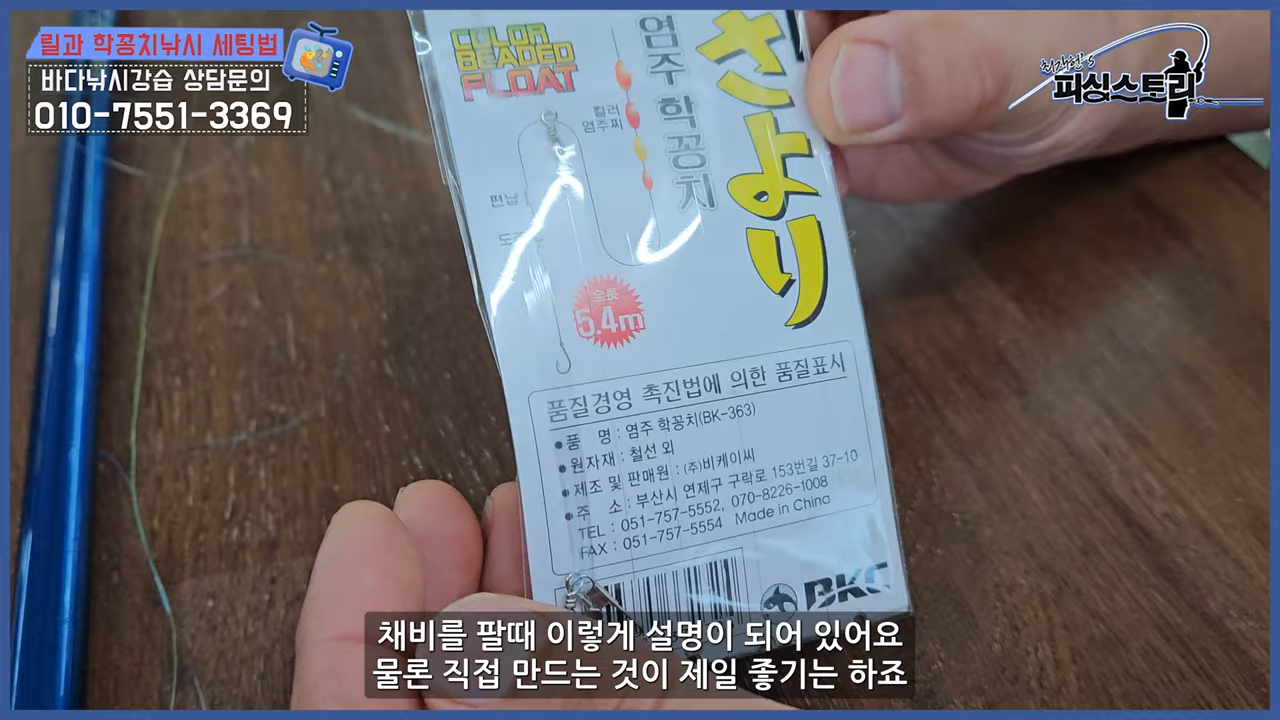 릴과 학꽁치낚시 세팅법
바다낚시강습 상담문의
010-7551-3369
피싱스토리
COLOR
BEADED
FLOAT
염주 학꽁치
さより
컬러
염주찌
편납
全長
5.4m
품질경영 촉진법에 의한 품질표시
● 품 명 : 염주 학꽁치(BK-363)
● 원자재 : 철선 외
● 제조 및 판매원 : (주)비케이씨
● 주 소 : 부산시 연제구 구락로 153번길 37-10
TEL : 051-757-5552, 070-8226-1008
FAX : 051-757-5554 Made in China
BKC
채비를 팔때 이렇게 설명이 되어 있어요
물론 직접 만드는 것이 제일 좋기는 하죠